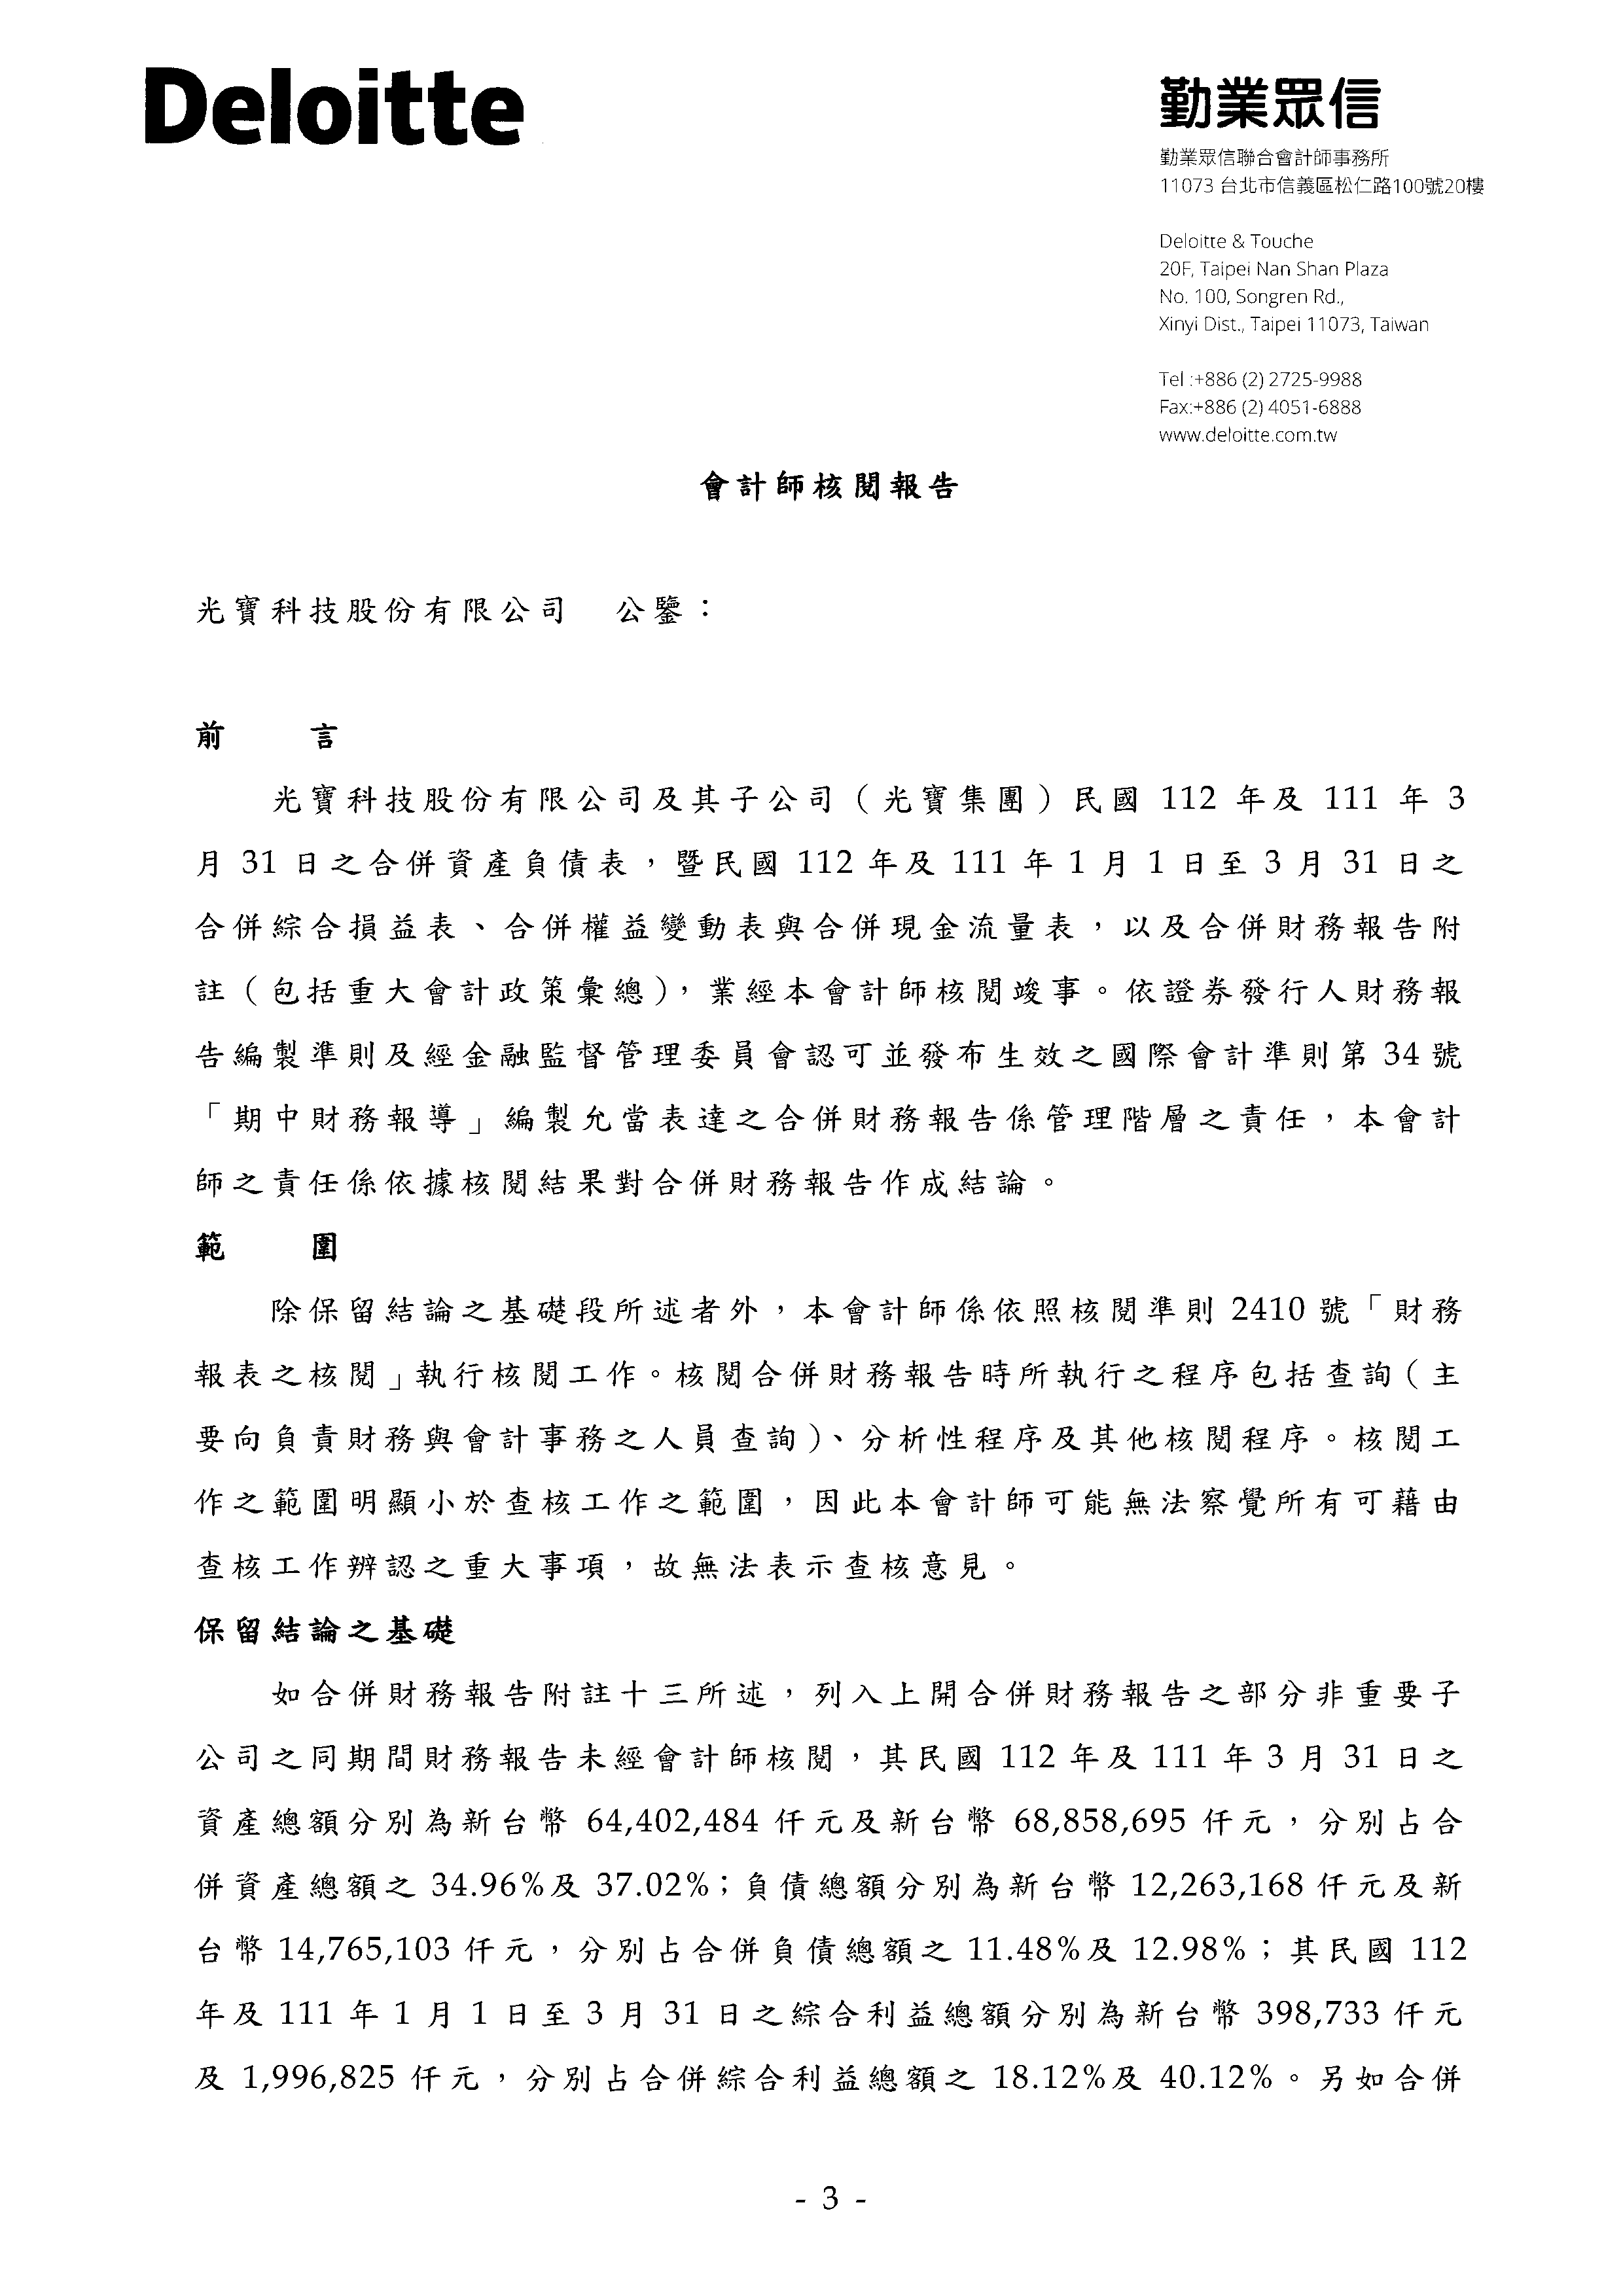 Deloitte
勤業眾信
勤業眾信聯合會計師事務所
11073 台北市信義區松仁路100號20樓
Deloitte & Touche
20F, Taipei Nan Shan Plaza
No. 100, Songren Rd.,
Xinyi Dist., Taipei 11073, Taiwan
Tel :+886 (2) 2725-9988
Fax:+886 (2) 4051-6888
www.deloitte.com.tw
會計師核閱報告
光寶科技股份有限公司　公鑒：
前　　言
光寶科技股份有限公司及其子公司（光寶集團）民國 112 年及 111 年 3
月 31 日之合併資產負債表，暨民國 112 年及 111 年 1 月 1 日至 3 月 31 日之
合併綜合損益表、合併權益變動表與合併現金流量表，以及合併財務報告附
註（包括重大會計政策彙總），業經本會計師核閱竣事。依證券發行人財務報
告編製準則及經金融監督管理委員會認可並發布生效之國際會計準則第 34 號
「期中財務報導」編製允當表達之合併財務報告係管理階層之責任，本會計
師之責任係依據核閱結果對合併財務報告作成結論。
範　　圍
除保留結論之基礎段所述者外，本會計師係依照核閱準則 2410 號「財務
報表之核閱」執行核閱工作。核閱合併財務報告時所執行之程序包括查詢（主
要向負責財務與會計事務之人員查詢）、分析性程序及其他核閱程序。核閱工
作之範圍明顯小於查核工作之範圍，因此本會計師可能無法察覺所有可藉由
查核工作辨認之重大事項，故無法表示查核意見。
保留結論之基礎
如合併財務報告附註十三所述，列入上開合併財務報告之部分非重要子
公司之同期間財務報告未經會計師核閱，其民國 112 年及 111 年 3 月 31 日之
資產總額分別為新台幣 64,402,484 仟元及新台幣 68,858,695 仟元，分別占合
併資產總額之 34.96%及 37.02%；負債總額分別為新台幣 12,263,168 仟元及新
台幣 14,765,103 仟元，分別占合併負債總額之 11.48%及 12.98%；其民國 112
年及 111 年 1 月 1 日至 3 月 31 日之綜合利益總額分別為新台幣 398,733 仟元
及 1,996,825 仟元，分別占合併綜合利益總額之 18.12%及 40.12%。另如合併
- 3 -